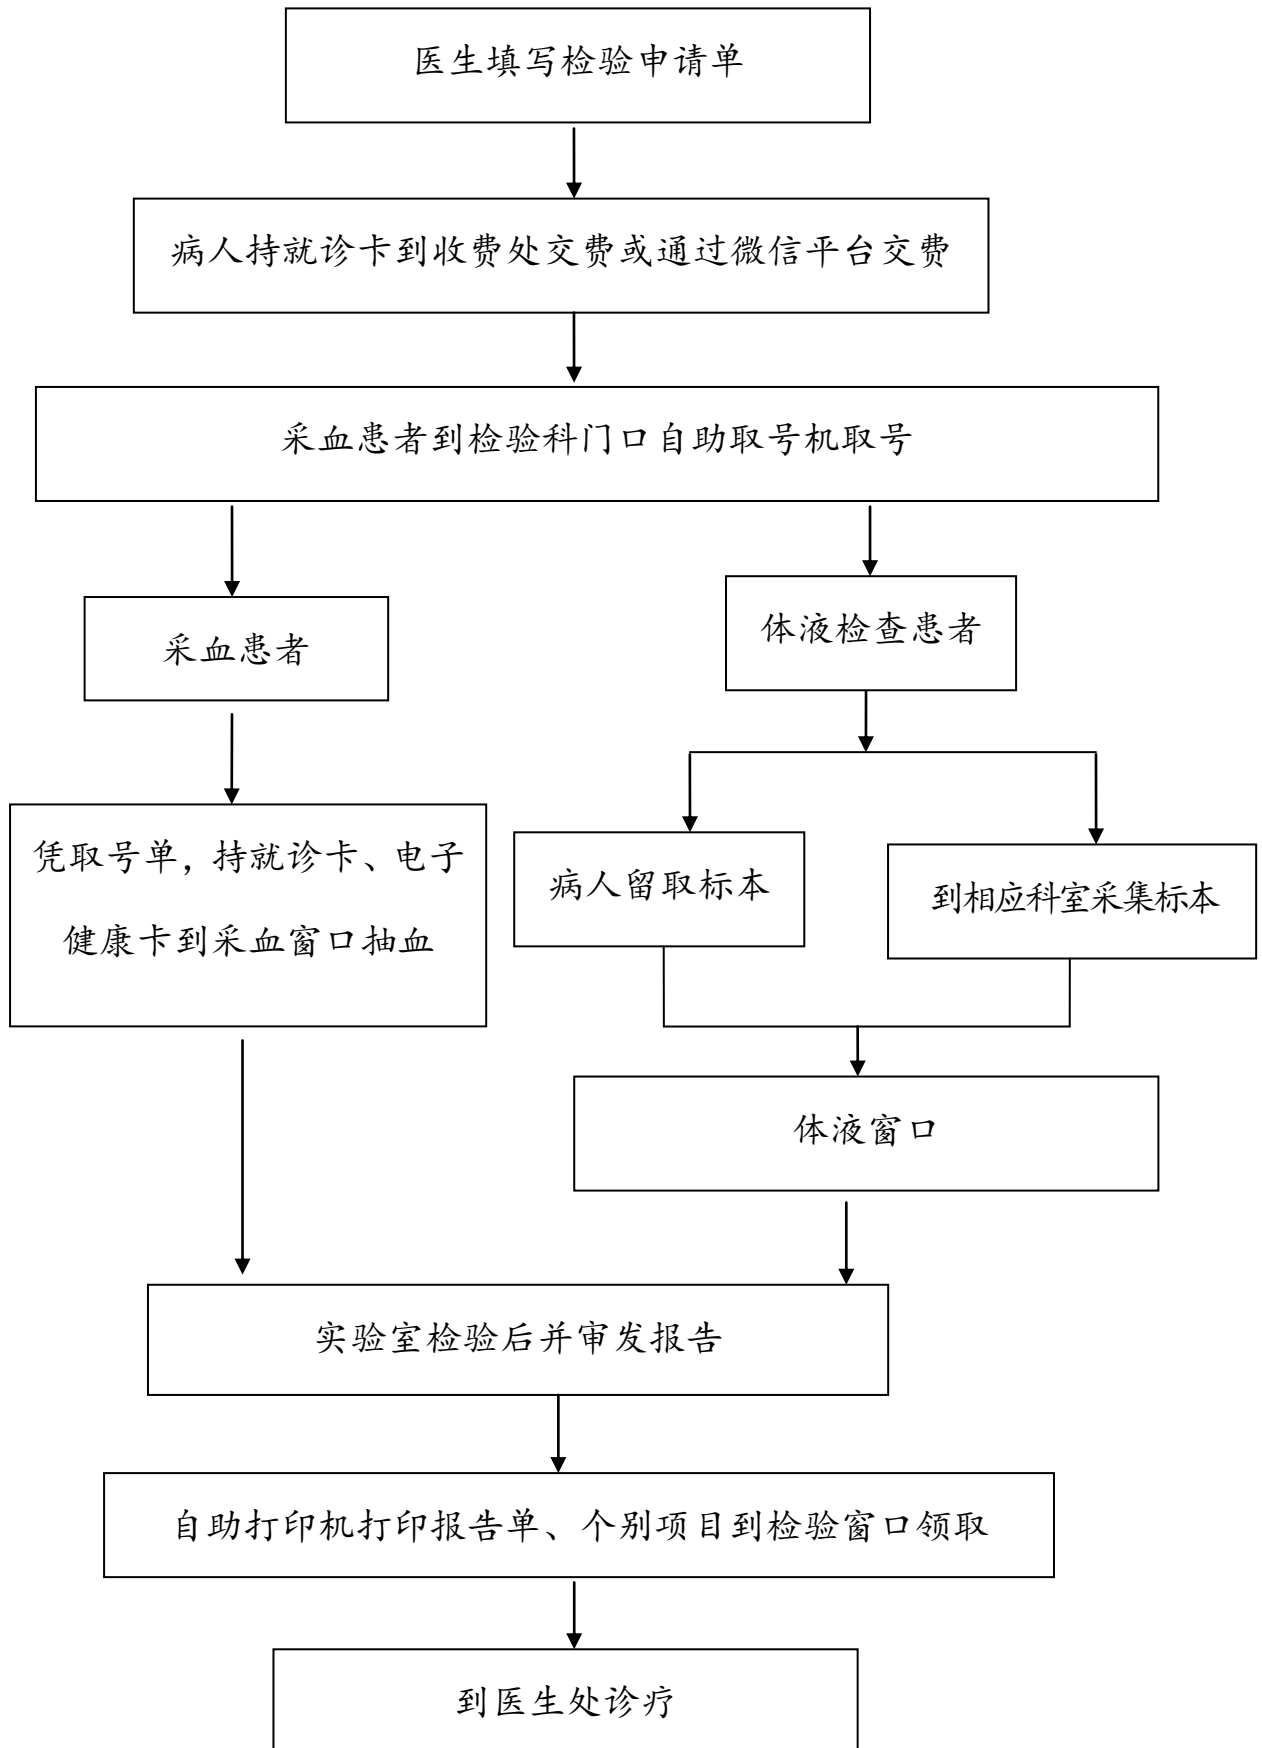 医生填写检验申请单
病人持就诊卡到收费处交费或通过微信平台交费
采血患者到检验科门口自助取号机取号
采血患者
体液检查患者
凭取号单，持就诊卡、电子
健康卡到采血窗口抽血
病人留取标本
到相应科室采集标本
体液窗口
实验室检验后并审发报告
自助打印机打印报告单、个别项目到检验窗口领取
到医生处诊疗